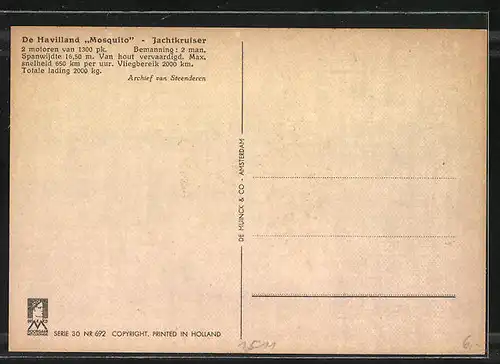 De Havilland „Mosquito" - Jachtkruiser
2 motoren van 1300 pk. Bemanning: 2 man.
Spanwijdte 16,50 m. Van hout vervaardigd. Max.
snelheid 650 km per uur. Vliegbereik 2000 km.
Totale lading 2000 kg.
Archief van Steenderen
DE MUINCK & CO - AMSTERDAM
SERIE 30 NR 692 COPYRIGHT. PRINTED IN HOLLAND
6.-